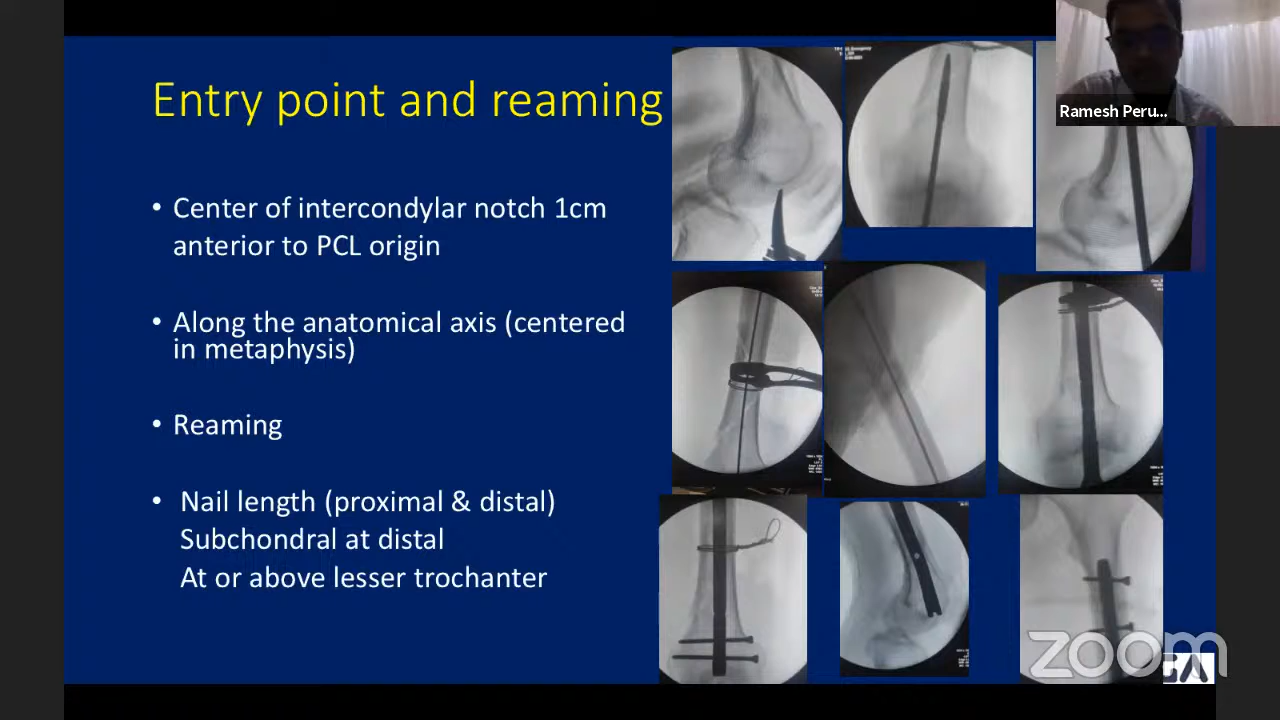 Entry point and reaming
• Center of intercondylar notch 1cm
anterior to PCL origin
• Along the anatomical axis (centered
in metaphysis)
• Reaming
• Nail length (proximal & distal)
Subchondral at distal
At or above lesser trochanter
Ramesh Peru...
zoom